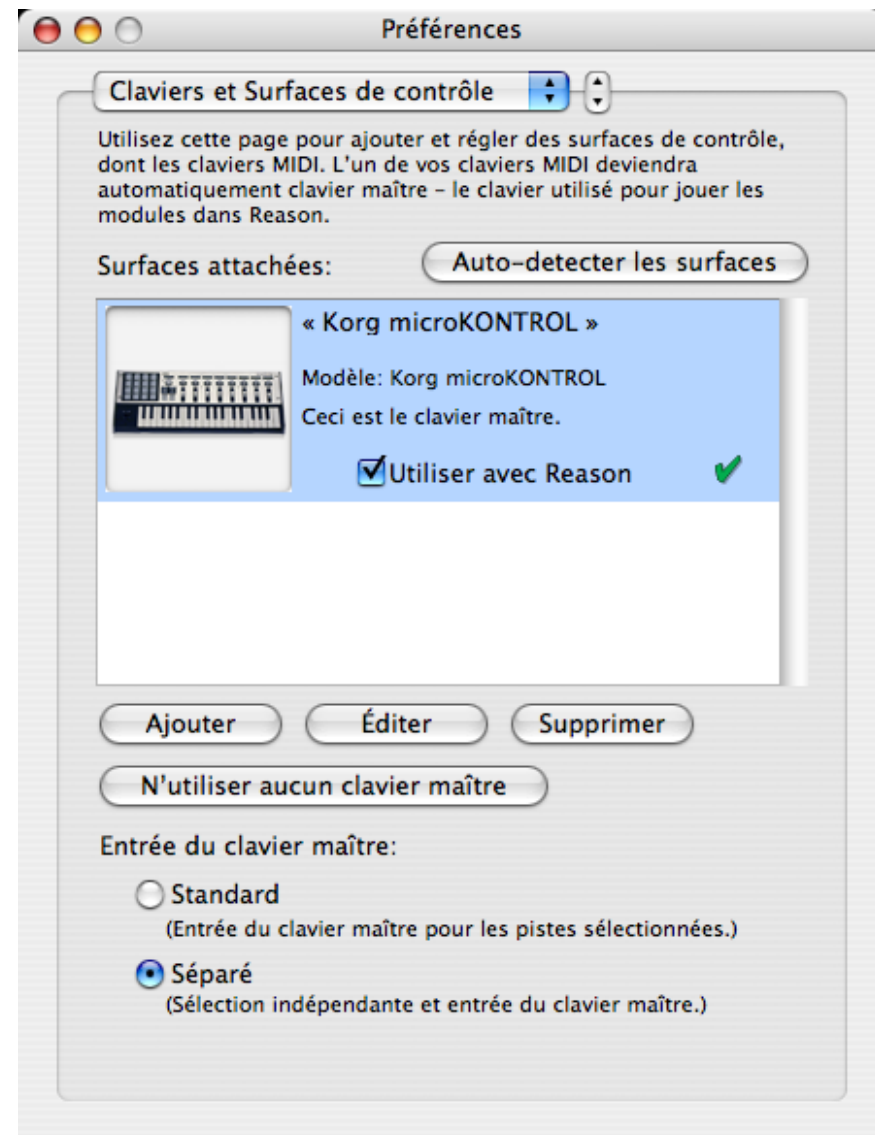 Préférences
Claviers et Surfaces de contrôle
Utilisez cette page pour ajouter et régler des surfaces de contrôle,
dont les claviers MIDI. L'un de vos claviers MIDI deviendra
automatiquement clavier maître – le clavier utilisé pour jouer les
modules dans Reason.
Surfaces attachées:
Auto-detecter les surfaces
« Korg microKONTROL »
Modèle: Korg microKONTROL
Ceci est le clavier maître.
Utiliser avec Reason
Ajouter
Éditer
Supprimer
N'utiliser aucun clavier maître
Entrée du clavier maître:
Standard
(Entrée du clavier maître pour les pistes sélectionnées.)
Séparé
(Sélection indépendante et entrée du clavier maître.)